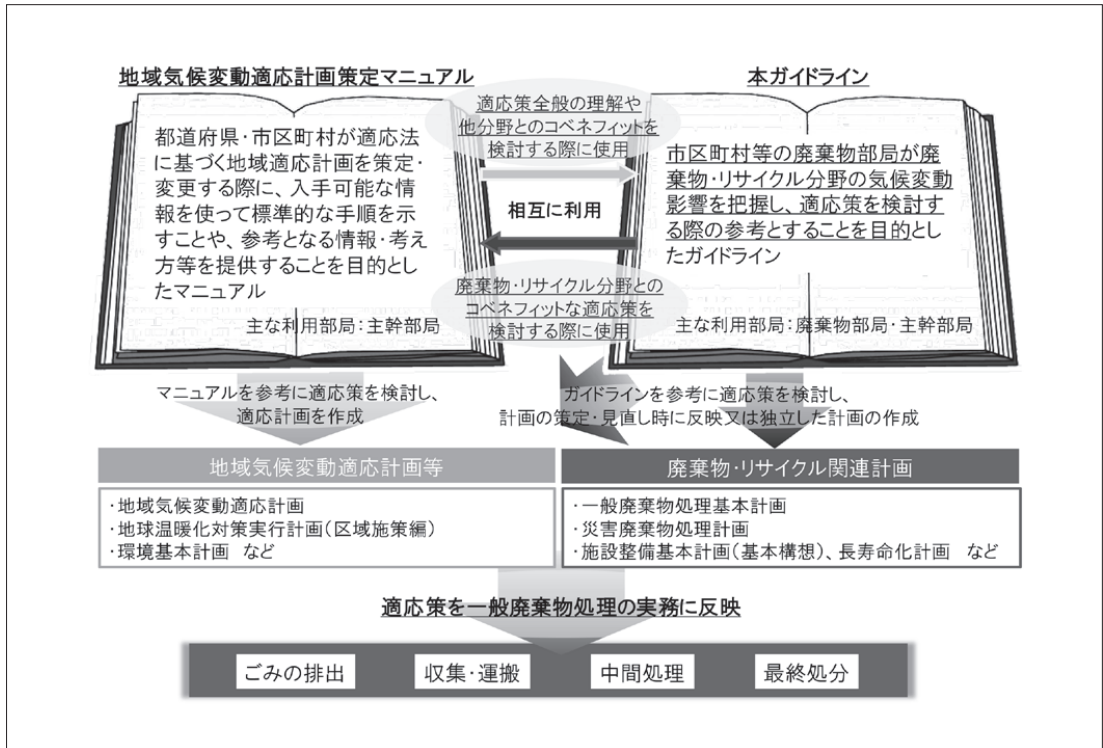 地域気候変動適応計画策定マニュアル
都道府県・市区町村が適応法
に基づく地域適応計画を策定・
変更する際に、入手可能な情
報を使って標準的な手順を示
すことや、参考となる情報・考え
方等を提供することを目的とし
たマニュアル
主な利用部局：主幹部局
適応策全般の理解や
他分野とのコベネフィットを
検討する際に使用
相互に利用
廃棄物・リサイクル分野との
コベネフィットな適応策を
検討する際に使用
本ガイドライン
市区町村等の廃棄物部局が廃
棄物・リサイクル分野の気候変動
影響を把握し、適応策を検討す
る際の参考とすることを目的とし
たガイドライン
主な利用部局：廃棄物部局・主幹部局
マニュアルを参考に適応策を検討し、
適応計画を作成
ガイドラインを参考に適応策を検討し、
計画の策定・見直し時に反映又は独立した計画の作成
地域気候変動適応計画等
・地域気候変動適応計画
・地球温暖化対策実行計画（区域施策編）
・環境基本計画　など
廃棄物・リサイクル関連計画
・一般廃棄物処理基本計画
・災害廃棄物処理計画
・施設整備基本計画（基本構想）、長寿命化計画　など
適応策を一般廃棄物処理の実務に反映
ごみの排出
収集・運搬
中間処理
最終処分